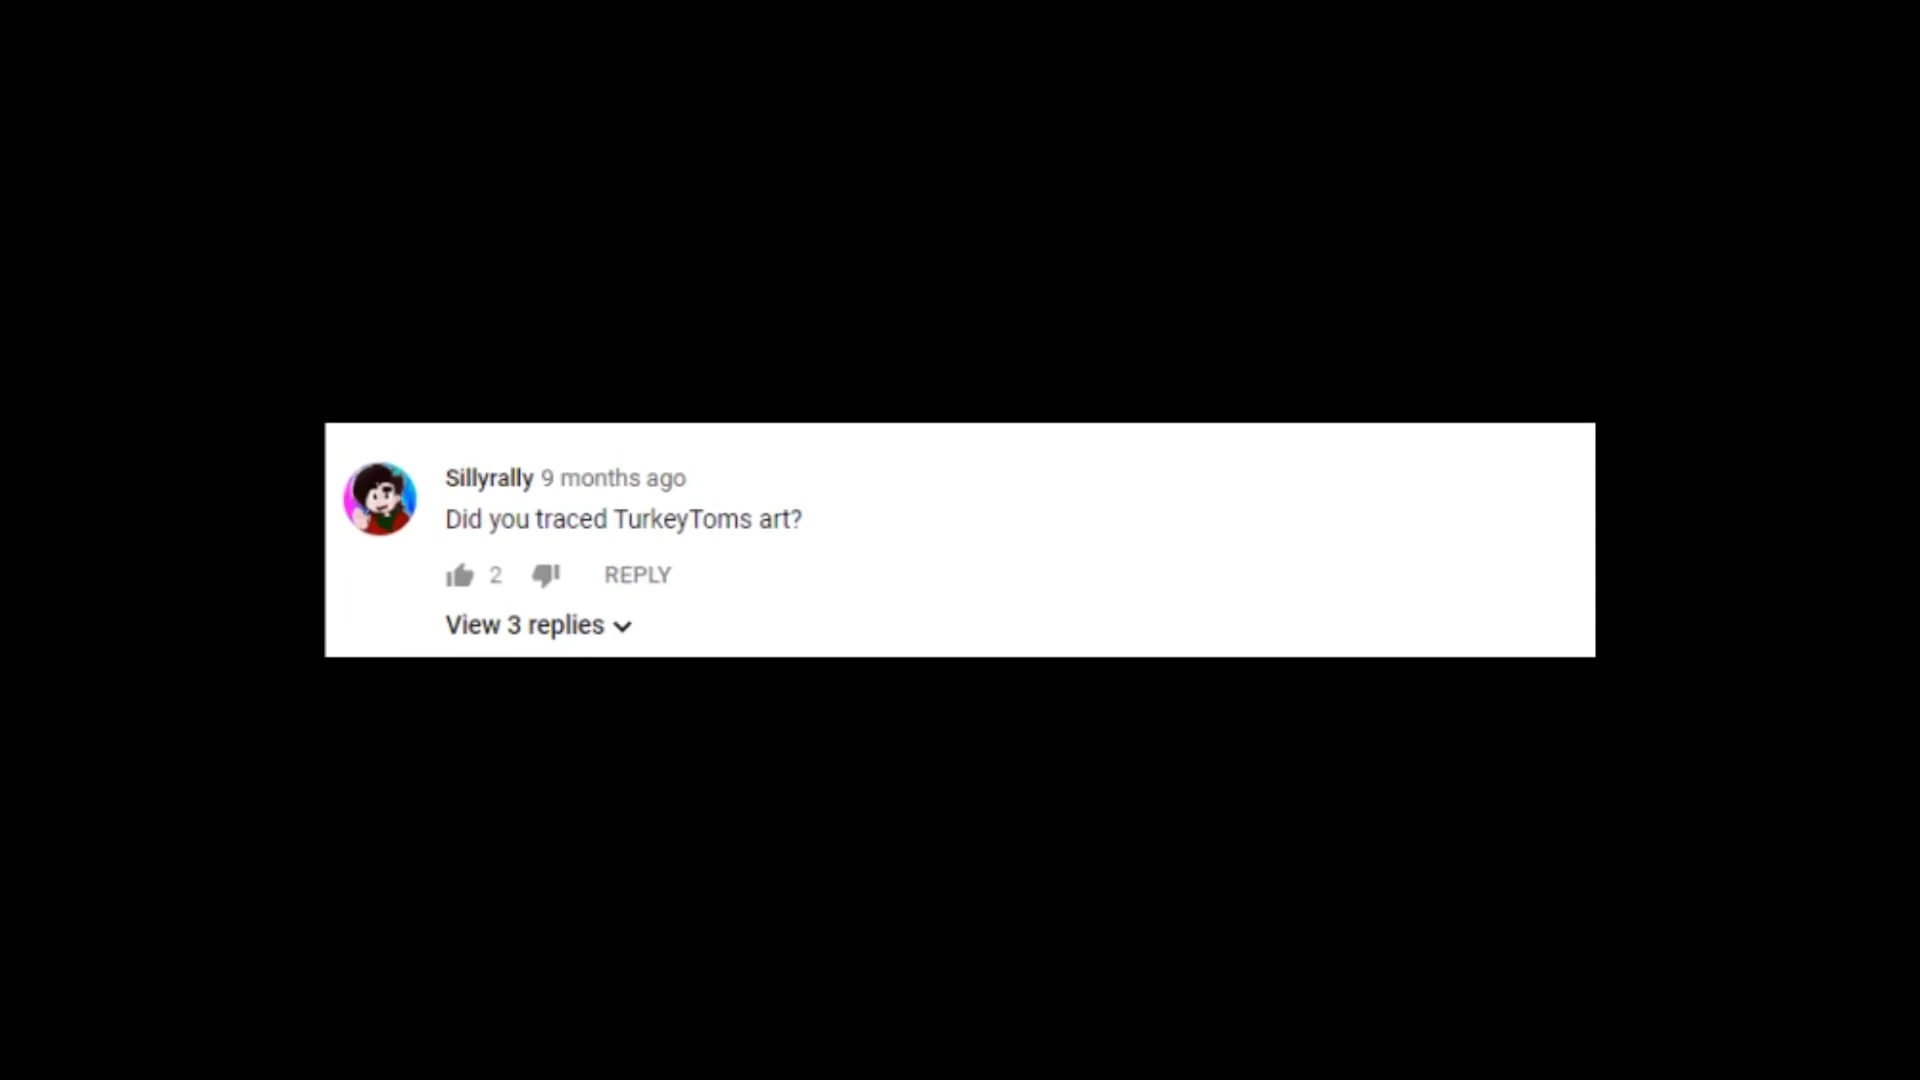 Sillyrally 9 months ago
Did you traced TurkeyToms art?
2 REPLY
View 3 replies